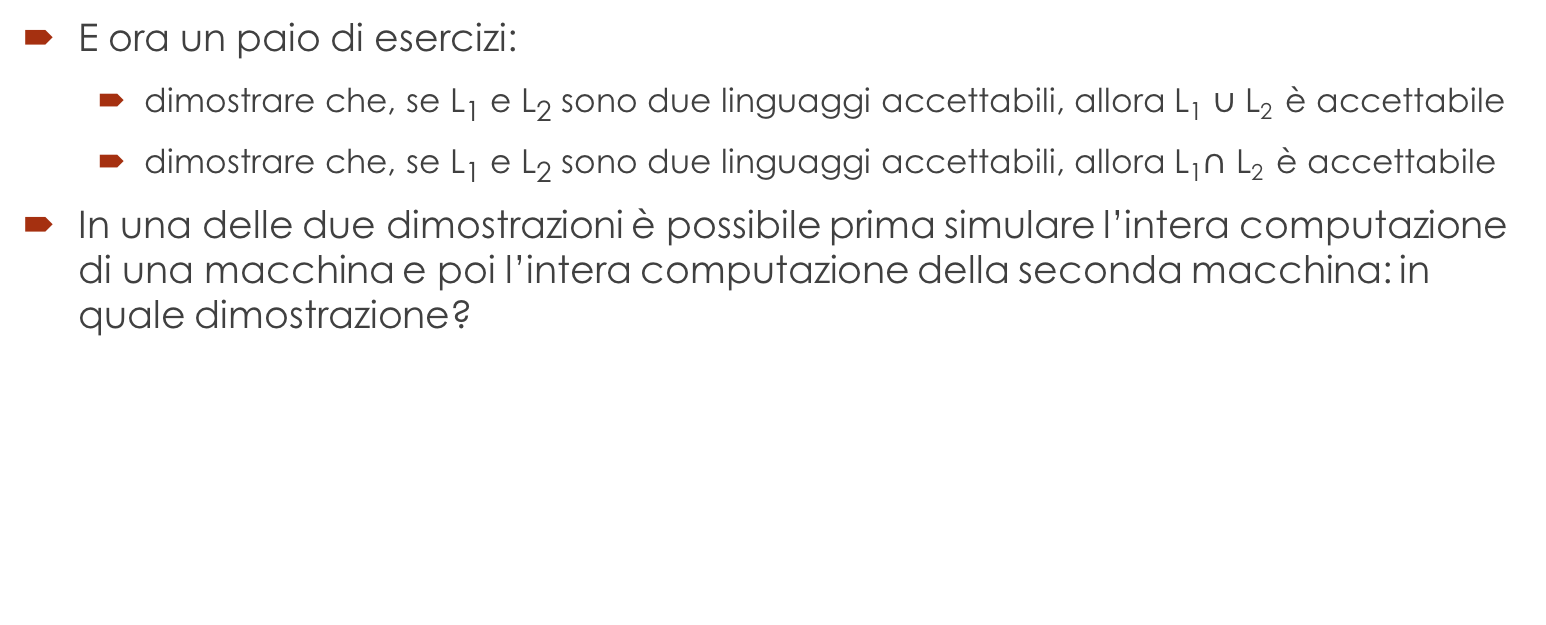 E ora un paio di esercizi:
dimostrare che, se L₁ e L₂ sono due linguaggi accettabili, allora L₁ ∪ L₂ è accettabile
dimostrare che, se L₁ e L₂ sono due linguaggi accettabili, allora L₁∩ L₂ è accettabile
In una delle due dimostrazioni è possibile prima simulare l’intera computazione
di una macchina e poi l’intera computazione della seconda macchina: in
quale dimostrazione?